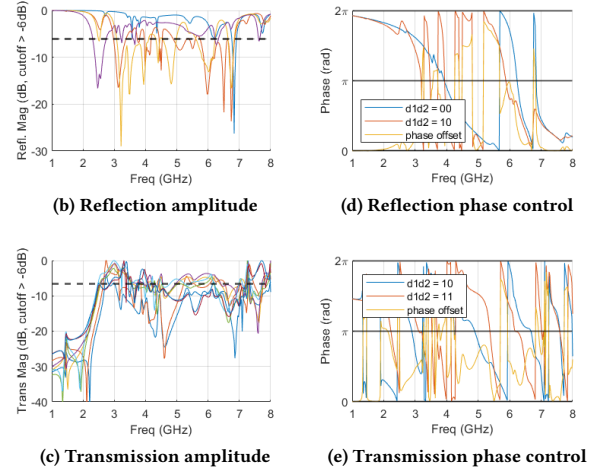 0
-10
-20
-30
Refl. Mag (dB, cutoff > -6dB)
1 2 3 4 5 6 7 8
Freq (GHz)
(b) Reflection amplitude
2π
π
0
Phase (rad)
d1d2 = 00
d1d2 = 10
phase offset
1 2 3 4 5 6 7 8
Freq (GHz)
(d) Reflection phase control
0
-10
-20
-30
-40
Trans Mag (dB, cutoff > -6dB)
1 2 3 4 5 6 7 8
Freq (GHz)
(c) Transmission amplitude
2π
π
0
Phase (rad)
d1d2 = 10
d1d2 = 11
phase offset
1 2 3 4 5 6 7 8
Freq (GHz)
(e) Transmission phase control